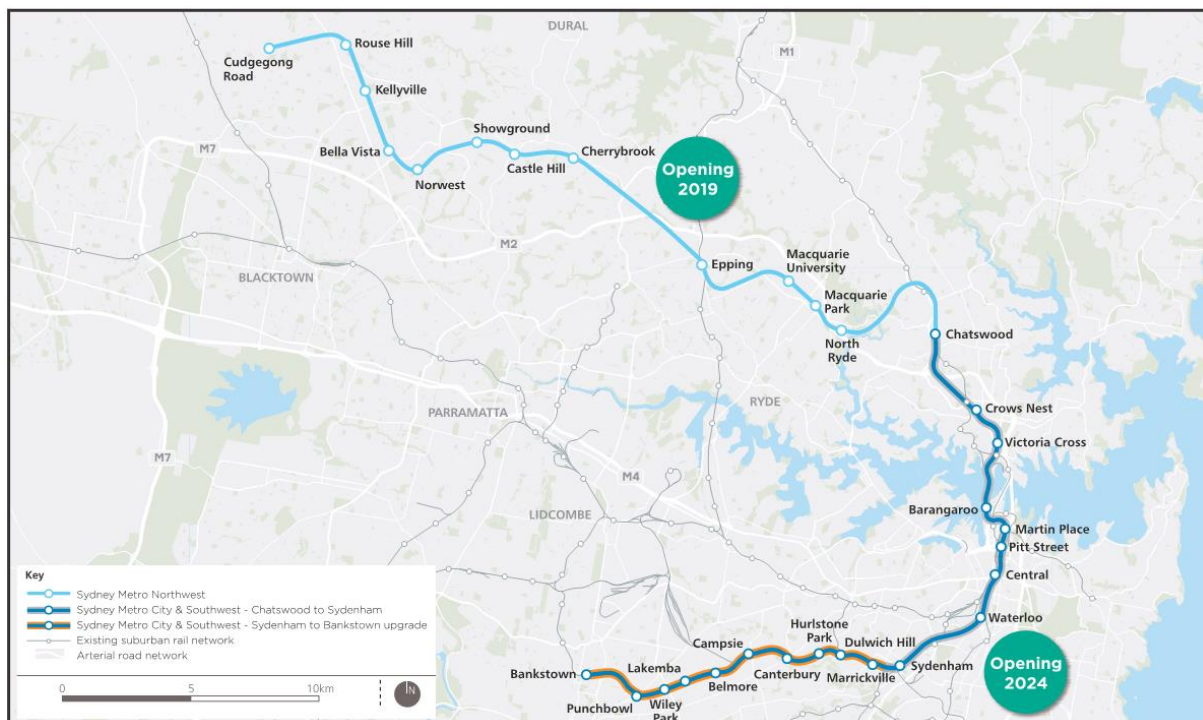 DURAL
M1
Cudgegong
Road
Rouse Hill
Kellyville
Showground
M7
Bella Vista
Norwest
Castle Hill
Cherrybrook
Opening
2019
M2
BLACKTOWN
Epping
Macquarie
University
Macquarie
Park
North
Ryde
Chatswood
PARRAMATTA
RYDE
Crows Nest
Victoria Cross
M7
M4
LIDCOMBE
Barangaroo
Martin Place
Pitt Street
Central
Waterloo
Hurlstone
Park
Campsie
Dulwich Hill
Lakemba
Bankstown
Canterbury
Sydenham
Belmore
Marrickville
Punchbowl
Wiley
Park
Opening
2024
Key
Sydney Metro Northwest
Sydney Metro City & Southwest - Chatswood to Sydenham
Sydney Metro City & Southwest - Sydenham to Bankstown upgrade
Existing suburban rail network
Arterial road network
0 5 10km
N